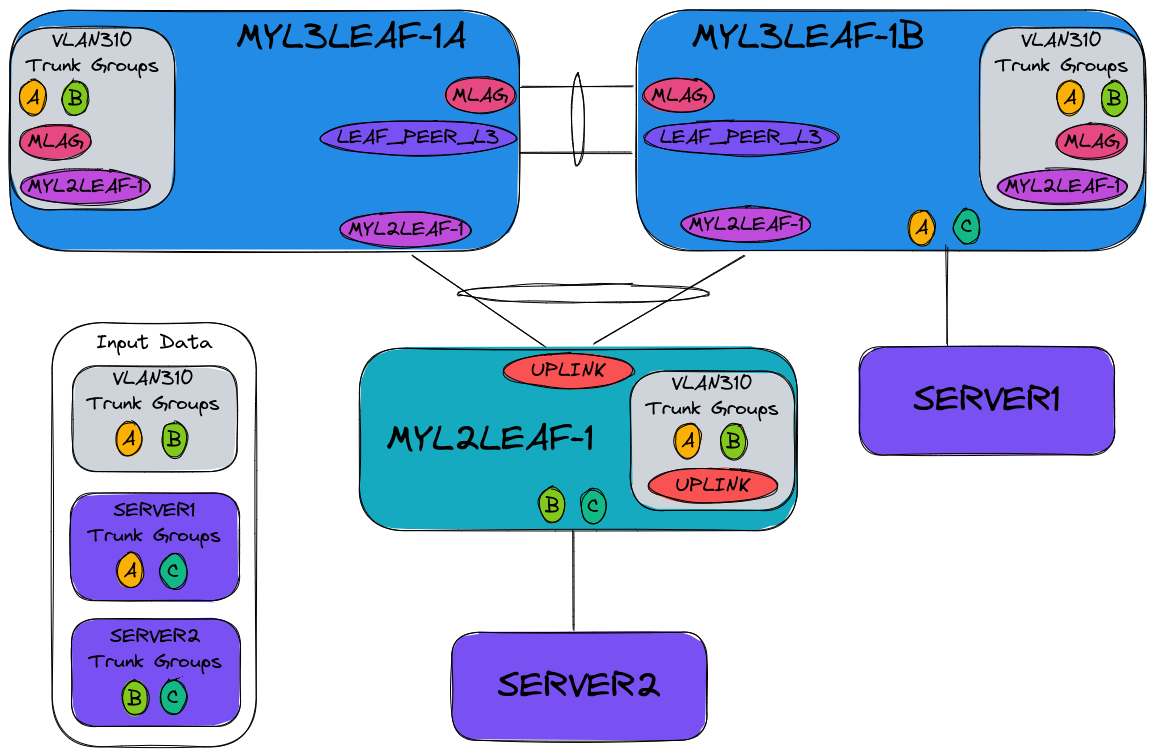 MYL3LEAF-1A
VLAN310
Trunk Groups
A B
MLAG
MYL2LEAF-1
MLAG
LEAF_PEER_L3
MYL2LEAF-1
MYL3LEAF-1B
MLAG
LEAF_PEER_L3
MYL2LEAF-1
VLAN310
Trunk Groups
A B
MLAG
MYL2LEAF-1
A C
SERVER1
UPLINK
MYL2LEAF-1
VLAN310
Trunk Groups
A B
UPLINK
B C
SERVER2
Input Data
VLAN310
Trunk Groups
A B
SERVER1
Trunk Groups
A C
SERVER2
Trunk Groups
B C